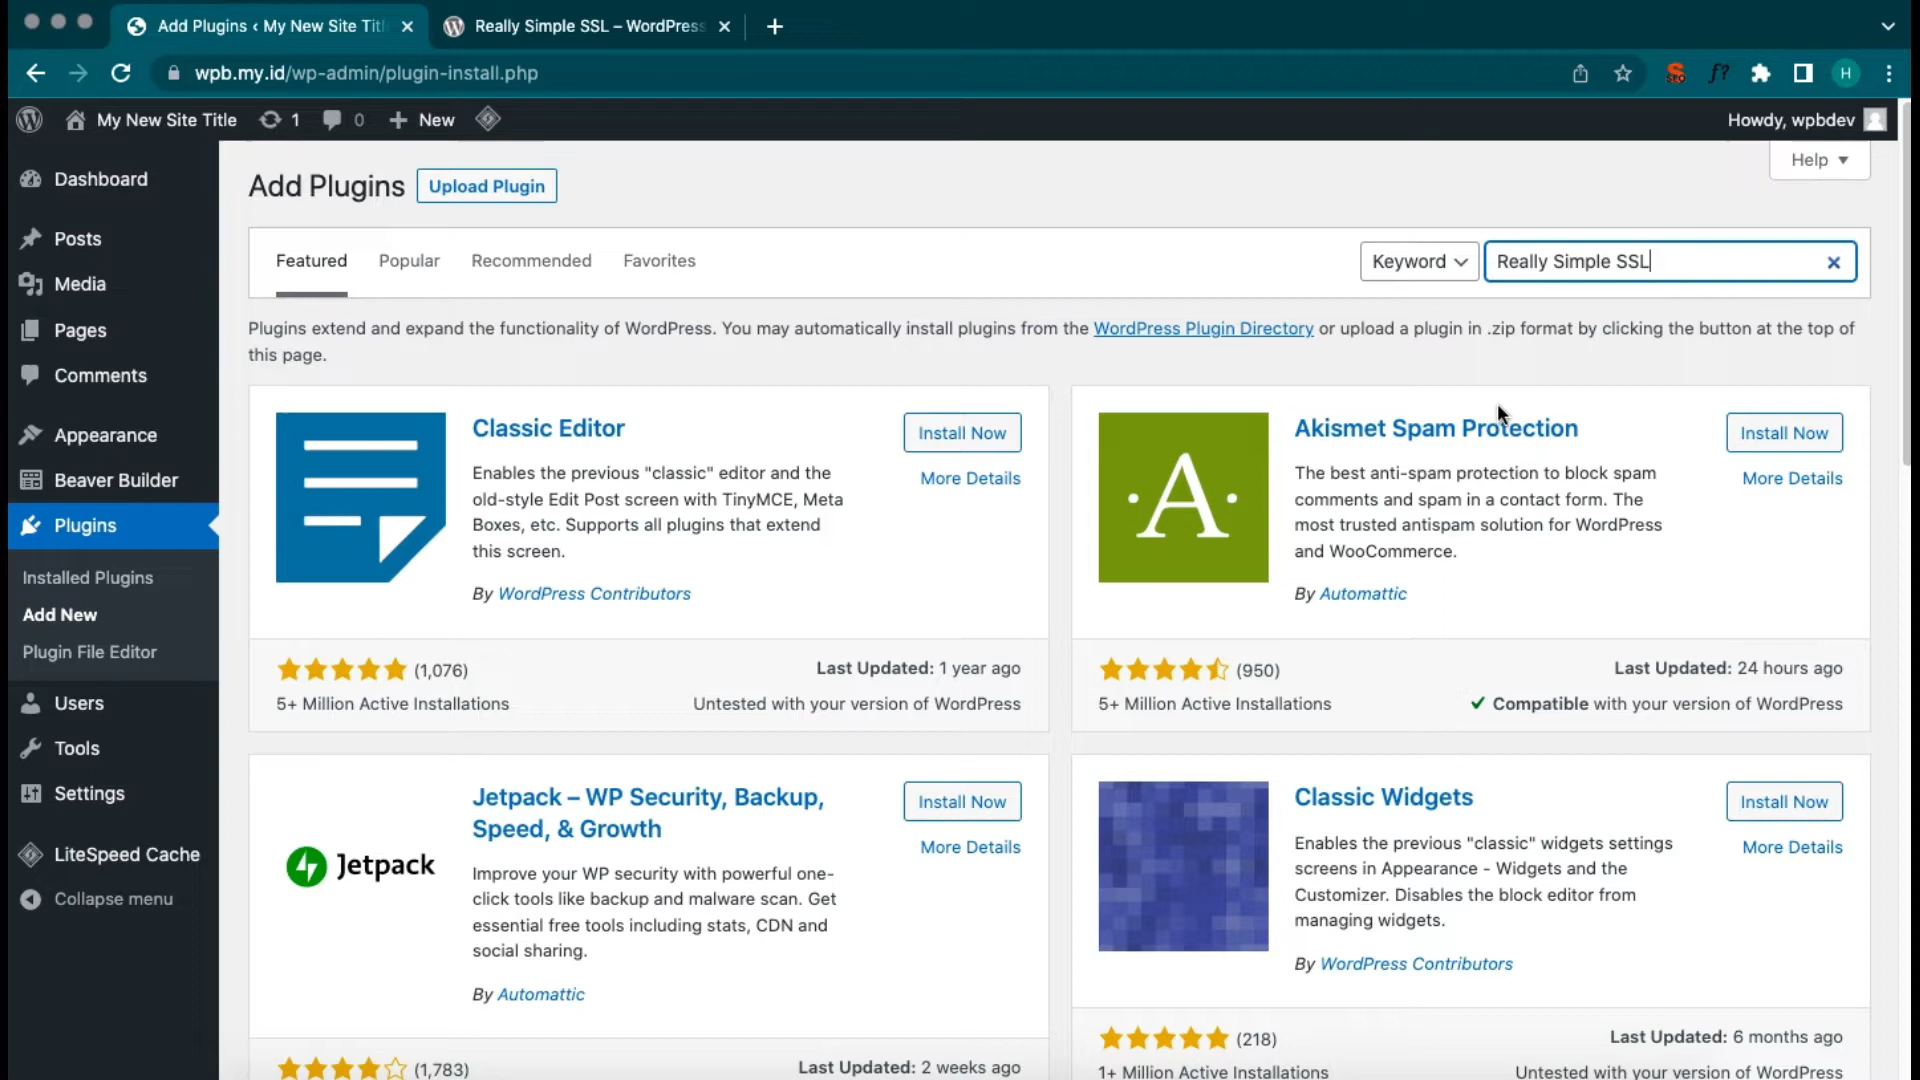 Add Plugins ‹ My New Site Titl
Really Simple SSL – WordPress
wpb.my.id/wp-admin/plugin-install.php
SEO
f?
H
My New Site Title
1
0
New
Howdy, wpbdev
Dashboard
Posts
Media
Pages
Comments
Appearance
Beaver Builder
Plugins
Installed Plugins
Add New
Plugin File Editor
Users
Tools
Settings
LiteSpeed Cache
Collapse menu
Help
Add Plugins
Upload Plugin
Featured
Popular
Recommended
Favorites
Keyword
Really Simple SSL
Plugins extend and expand the functionality of WordPress. You may automatically install plugins from the WordPress Plugin Directory or upload a plugin in .zip format by clicking the button at the top of
this page.
Classic Editor
Install Now
More Details
Enables the previous "classic" editor and the
old-style Edit Post screen with TinyMCE, Meta
Boxes, etc. Supports all plugins that extend
this screen.
By WordPress Contributors
(1,076)
Last Updated: 1 year ago
5+ Million Active Installations
Untested with your version of WordPress
A
Akismet Spam Protection
Install Now
More Details
The best anti-spam protection to block spam
comments and spam in a contact form. The
most trusted antispam solution for WordPress
and WooCommerce.
By Automattic
(950)
Last Updated: 24 hours ago
5+ Million Active Installations
Compatible with your version of WordPress
Jetpack
Jetpack – WP Security, Backup,
Speed, & Growth
Install Now
More Details
Improve your WP security with powerful one-
click tools like backup and malware scan. Get
essential free tools including stats, CDN and
social sharing.
By Automattic
(1,783)
Last Updated: 2 weeks ago
Classic Widgets
Install Now
More Details
Enables the previous "classic" widgets settings
screens in Appearance - Widgets and the
Customizer. Disables the block editor from
managing widgets.
By WordPress Contributors
(218)
Last Updated: 6 months ago
1+ Million Active Installations
Untested with your version of WordPress